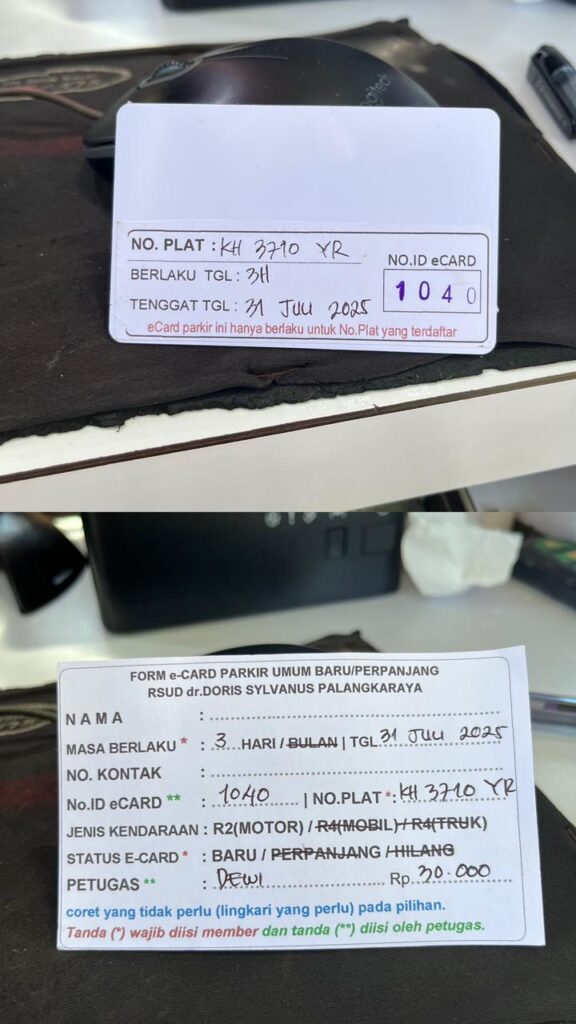 NO. PLAT : KH 3710 YR
NO.ID eCARD
BERLAKU TGL : 3H
1040
TENGGAT TGL : 31 JULI 2025
eCard parkir ini hanya berlaku untuk No.Plat yang terdaftar
FORM e-CARD PARKIR UMUM BARU/PERPANJANG
RSUD dr.DORIS SYLVANUS PALANGKARAYA
NAMA :
MASA BERLAKU * : 3 HARI / BULAN | TGL 31 JULI 2025
NO. KONTAK :
No.ID eCARD ** : 1040 | NO.PLAT * : KH 3710 YR
JENIS KENDARAAN : R2(MOTOR) / R4(MOBIL) / R4(TRUK)
STATUS E-CARD * : BARU / PERPANJANG / HILANG
PETUGAS ** : DEWI Rp. 30.000
coret yang tidak perlu (lingkari yang perlu) pada pilihan.
Tanda (*) wajib diisi member dan tanda (**) diisi oleh petugas.